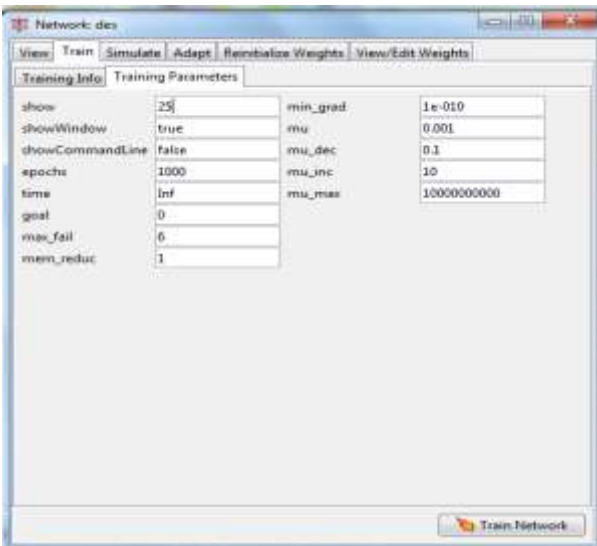 Network: des
View Train Simulate Adapt Reinitialize Weights View/Edit Weights
Training Info Training Parameters
show 25 min_grad 1e-010
showWindow true mu 0.001
showCommandLine false mu_dec 0.1
epochs 1000 mu_inc 10
time Inf mu_max 10000000000
goal 0
max_fail 6
mem_reduc 1
Train Network